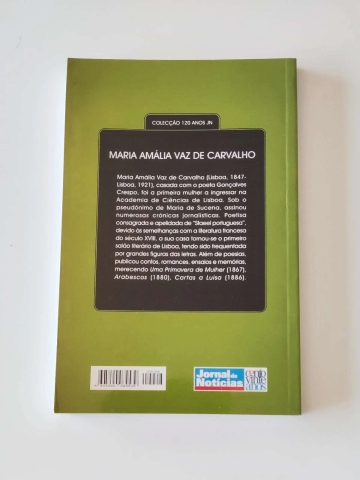 COLECÇÃO 120 ANOS JN
MARIA AMÁLIA VAZ DE CARVALHO
Maria Amália Vaz de Carvalho (Lisboa, 1847-
Lisboa, 1921), casada com o poeta Gonçalves
Crespo, foi a primeira mulher a ingressar na
Academia de Ciências de Lisboa. Sob o
pseudónimo de Maria de Sucena, assinou
numerosas crónicas jornalísticas. Poetisa
consagrada e apelidada de "Stael portuguesa",
devido às semelhanças com a literatura francesa
do século XVIII, a sua casa tornou-se o primeiro
salão literário de Lisboa, tendo sido frequentada
por grandes figuras das letras. Além de poesias,
publicou contos, romances, ensaios e memórias,
merecendo Uma Primavera de Mulher (1867),
Arabescos (1880), Cartas a Luísa (1886).
Jornal de
Notícias
cento
vinte
anos